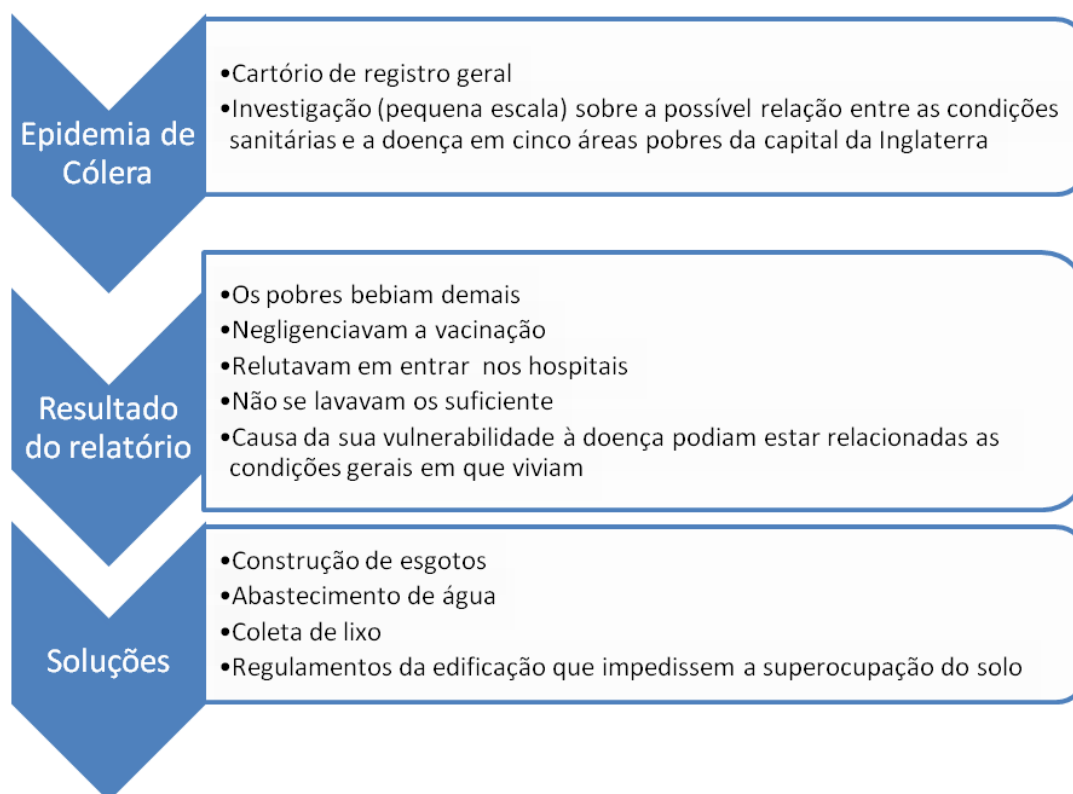 Epidemia de
Cólera
•Cartório de registro geral
•Investigação (pequena escala) sobre a possível relação entre as condições
sanitárias e a doença em cinco áreas pobres da capital da Inglaterra
Resultado
do relatório
•Os pobres bebiam demais
•Negligenciavam a vacinação
•Relutavam em entrar nos hospitais
•Não se lavavam os suficiente
•Causa da sua vulnerabilidade à doença podiam estar relacionadas as
condições gerais em que viviam
Soluções
•Construção de esgotos
•Abastecimento de água
•Coleta de lixo
•Regulamentos da edificação que impedissem a superocupação do solo